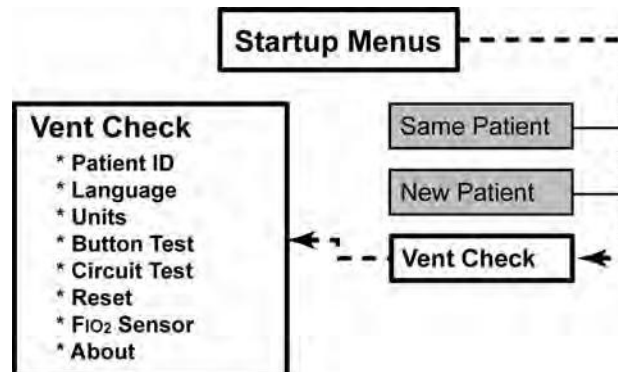 Startup Menus
Same Patient
New Patient
Vent Check
Vent Check
* Patient ID
* Language
* Units
* Button Test
* Circuit Test
* Reset
* FIO2 Sensor
* About